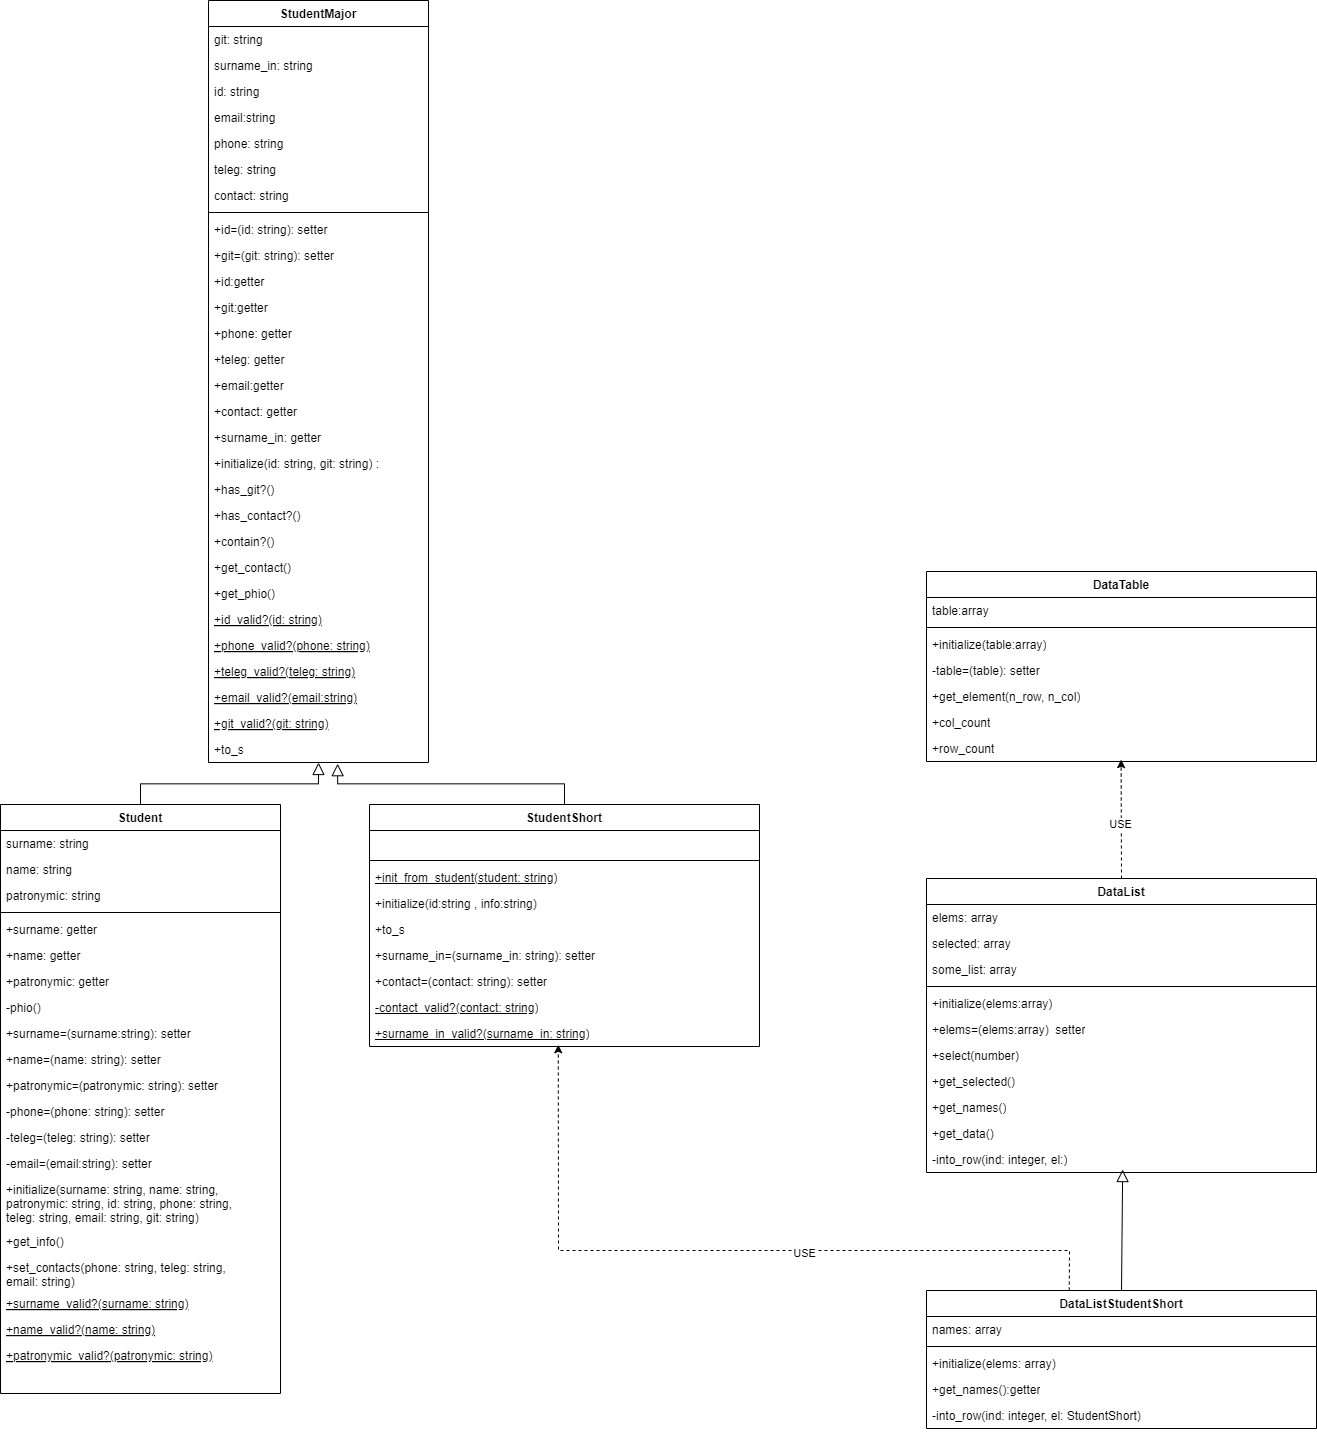 StudentMajor
git: string
surname_in: string
id: string
email:string
phone: string
teleg: string
contact: string
+id=(id: string): setter
+git=(git: string): setter
+id:getter
+git:getter
+phone: getter
+teleg: getter
+email:getter
+contact: getter
+surname_in: getter
+initialize(id: string, git: string) :
+has_git?()
+has_contact?()
+contain?()
+get_contact()
+get_phio()
+id_valid?(id: string)
+phone_valid?(phone: string)
+teleg_valid?(teleg: string)
+email_valid?(email:string)
+git_valid?(git: string)
+to_s
Student
surname: string
name: string
patronymic: string
+surname: getter
+name: getter
+patronymic: getter
-phio()
+surname=(surname:string): setter
+name=(name: string): setter
+patronymic=(patronymic: string): setter
-phone=(phone: string): setter
-teleg=(teleg: string): setter
-email=(email:string): setter
+initialize(surname: string, name: string,
patronymic: string, id: string, phone: string,
teleg: string, email: string, git: string)
+get_info()
+set_contacts(phone: string, teleg: string,
email: string)
+surname_valid?(surname: string)
+name_valid?(name: string)
+patronymic_valid?(patronymic: string)
StudentShort
+init_from_student(student: string)
+initialize(id:string , info:string)
+to_s
+surname_in=(surname_in: string): setter
+contact=(contact: string): setter
-contact_valid?(contact: string)
+surname_in_valid?(surname_in: string)
DataTable
table:array
+initialize(table:array)
-table=(table): setter
+get_element(n_row, n_col)
+col_count
+row_count
USE
DataList
elems: array
selected: array
some_list: array
+initialize(elems:array)
+elems=(elems:array)  setter
+select(number)
+get_selected()
+get_names()
+get_data()
-into_row(ind: integer, el:)
USE
DataListStudentShort
names: array
+initialize(elems: array)
+get_names():getter
-into_row(ind: integer, el: StudentShort)